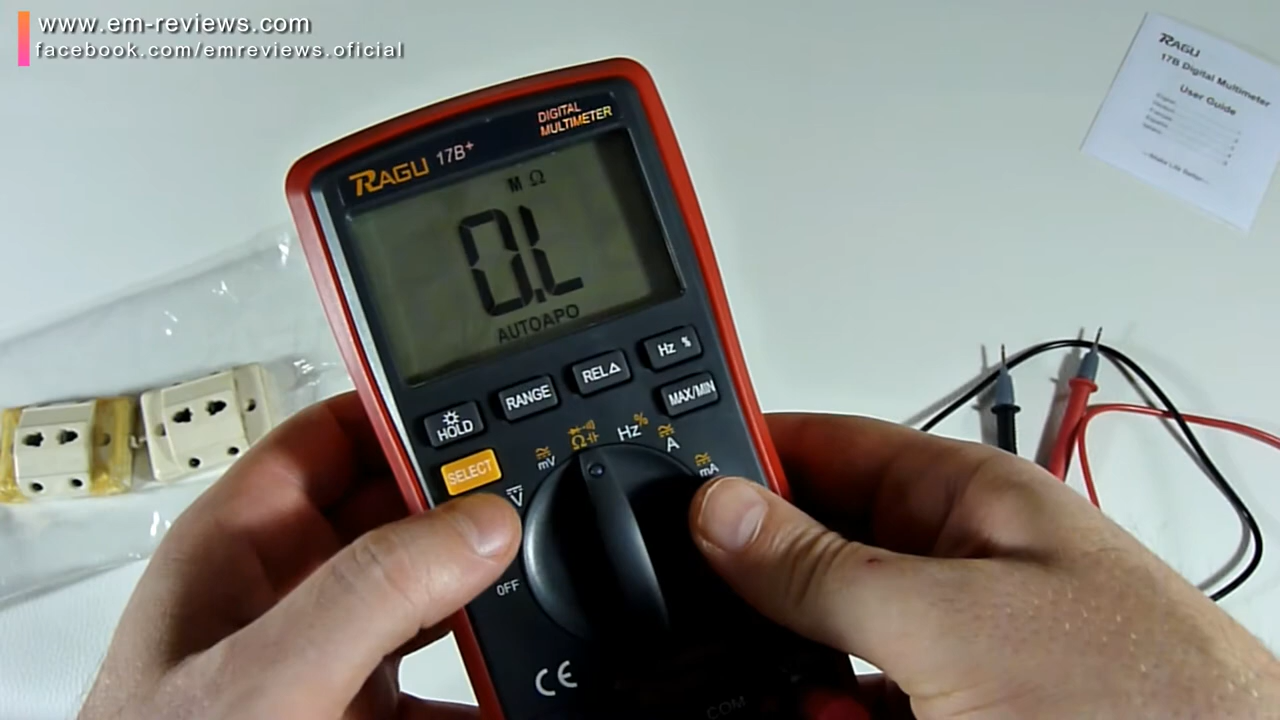 www.em-reviews.com
facebook.com/emreviews.oficial
RAGU
17B Digital Multimeter
User Guide
DIGITAL
MULTIMETER
RAGU 17B+
M Ω
O.L
AUTOAPO
HOLD
RANGE
REL△
Hz %
MAX/MIN
SELECT
mV
Ω
Hz %
A
mA
V
OFF
CE
COM